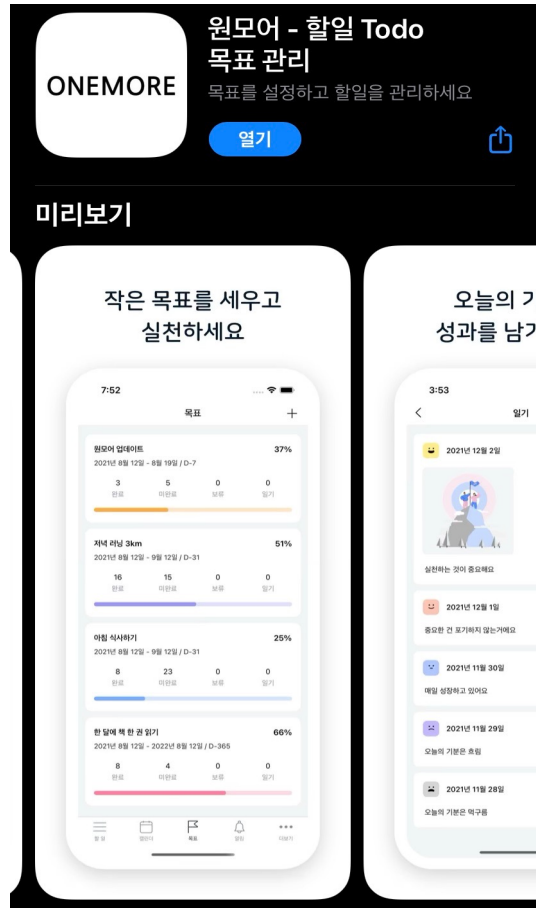 ONEMORE
원모어 - 할일 Todo
목표 관리
목표를 설정하고 할일을 관리하세요
열기
미리보기
작은 목표를 세우고
실천하세요
7:52
목표
원모어 업데이트 37%
2021년 8월 12일 - 8월 19일 / D-7
3 5 0 0
완료 미완료 보류 일기
저녁 러닝 3km 51%
2021년 8월 12일 - 9월 12일 / D-31
16 15 0 0
완료 미완료 보류 일기
아침 식사하기 25%
2021년 8월 12일 - 9월 12일 / D-31
8 23 0 0
완료 미완료 보류 일기
한 달에 책 한 권 읽기 66%
2021년 8월 12일 - 2022년 8월 12일 / D-365
8 4 0 0
완료 미완료 보류 일기
할 일 캘린더 목표 알림 더보기
오늘의 기
성과를 남기
3:53
일기
2021년 12월 2일
실천하는 것이 중요해요
2021년 12월 1일
중요한 건 포기하지 않는거에요
2021년 11월 30일
매일 성장하고 있어요
2021년 11월 29일
오늘의 기분은 흐림
2021년 11월 28일
오늘의 기분은 먹구름